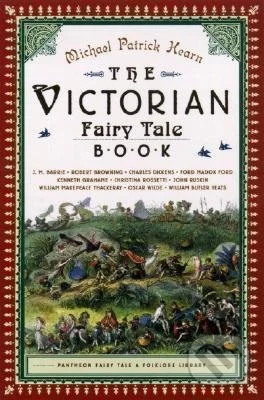 Michael Patrick Hearn
THE
VICTORIAN
Fairy Tale
B·O·O·K
J. M. BARRIE · ROBERT BROWNING · CHARLES DICKENS · FORD MADOX FORD
KENNETH GRAHAME · CHRISTINA ROSSETTI · JOHN RUSKIN
WILLIAM MAKEPEACE THACKERAY · OSCAR WILDE · WILLIAM BUTLER YEATS
PANTHEON FAIRY TALE & FOLKLORE LIBRARY
martinus